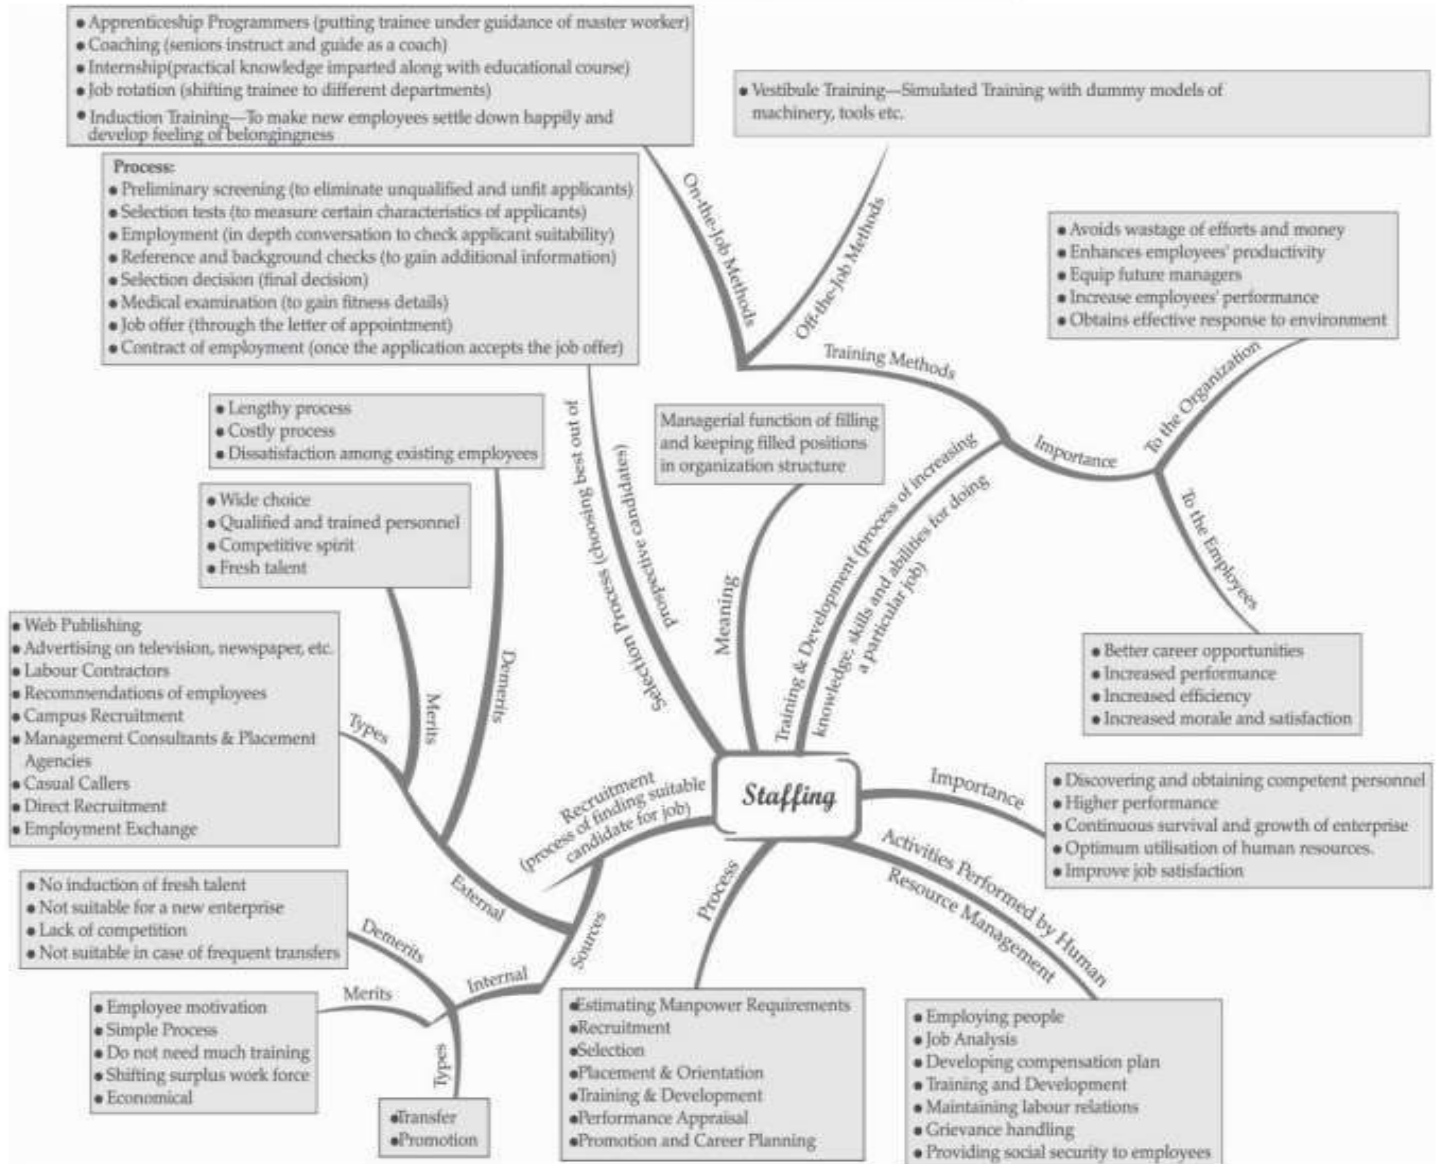 • Apprenticeship Programmers (putting trainee under guidance of master worker)
• Coaching (seniors instruct and guide as a coach)
• Internship(practical knowledge imparted along with educational course)
• Job rotation (shifting trainee to different departments)
• Induction Training—To make new employees settle down happily and
develop feeling of belongingness
• Vestibule Training—Simulated Training with dummy models of
machinery, tools etc.
Process:
• Preliminary screening (to eliminate unqualified and unfit applicants)
• Selection tests (to measure certain characteristics of applicants)
• Employment (in depth conversation to check applicant suitability)
• Reference and background checks (to gain additional information)
• Selection decision (final decision)
• Medical examination (to gain fitness details)
• Job offer (through the letter of appointment)
• Contract of employment (once the application accepts the job offer)
On-the-Job Methods
Off-the-Job Methods
Training Methods
• Avoids wastage of efforts and money
• Enhances employees' productivity
• Equip future managers
• Increase employees' performance
• Obtains effective response to environment
To the Organization
Importance
To the Employees
• Better career opportunities
• Increased performance
• Increased efficiency
• Increased morale and satisfaction
Managerial function of filling
and keeping filled positions
in organization structure
Meaning
Training & Development (process of increasing
knowledge, skills and abilities for doing
a particular job)
Selection Process (choosing best out of
prospective candidates)
• Lengthy process
• Costly process
• Dissatisfaction among existing employees
Demerits
• Wide choice
• Qualified and trained personnel
• Competitive spirit
• Fresh talent
Merits
• Web Publishing
• Advertising on television, newspaper, etc.
• Labour Contractors
• Recommendations of employees
• Campus Recruitment
• Management Consultants & Placement
Agencies
• Casual Callers
• Direct Recruitment
• Employment Exchange
Types
External
Recruitment
(process of finding suitable
candidate for job)
Staffing
Importance
• Discovering and obtaining competent personnel
• Higher performance
• Continuous survival and growth of enterprise
• Optimum utilisation of human resources.
• Improve job satisfaction
Activities Performed by Human
Resource Management
• Employing people
• Job Analysis
• Developing compensation plan
• Training and Development
• Maintaining labour relations
• Grievance handling
• Providing social security to employees
Process
•Estimating Manpower Requirements
•Recruitment
•Selection
•Placement & Orientation
•Training & Development
•Performance Appraisal
•Promotion and Career Planning
Sources
Internal
• No induction of fresh talent
• Not suitable for a new enterprise
• Lack of competition
• Not suitable in case of frequent transfers
Demerits
Merits
• Employee motivation
• Simple Process
• Do not need much training
• Shifting surplus work force
• Economical
Types
•Transfer
•Promotion